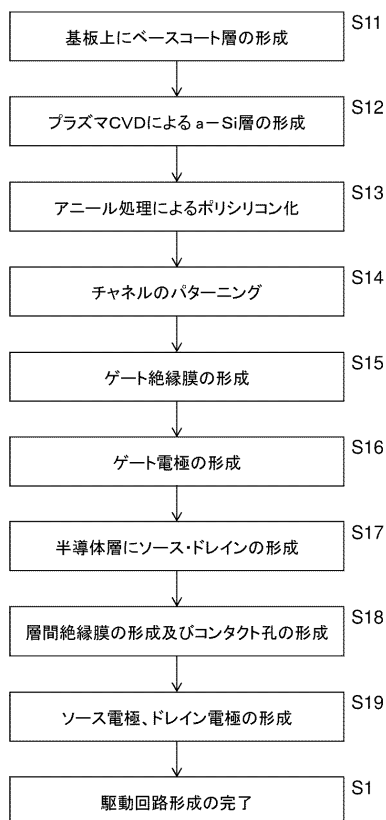 S11
基板上にベースコート層の形成
S12
プラズマCVDによるa－Si層の形成
S13
アニール処理によるポリシリコン化
S14
チャネルのパターニング
S15
ゲート絶縁膜の形成
S16
ゲート電極の形成
S17
半導体層にソース・ドレインの形成
S18
層間絶縁膜の形成及びコンタクト孔の形成
S19
ソース電極、ドレイン電極の形成
S1
駆動回路形成の完了